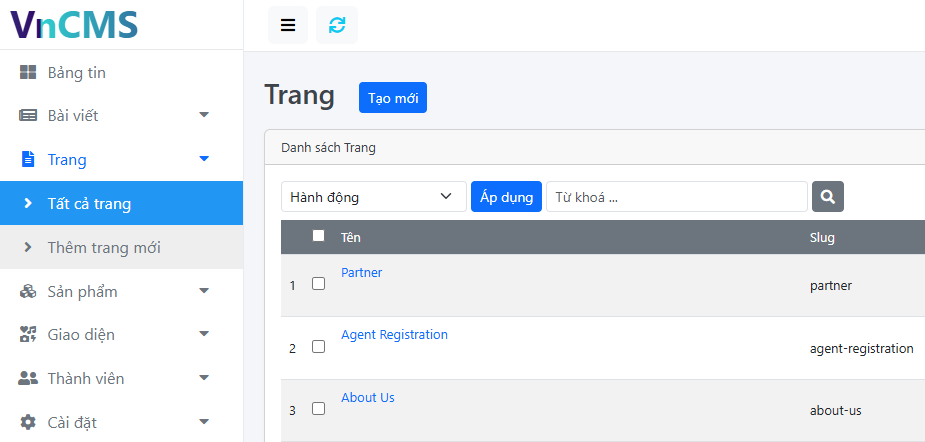 VnCMS
Bảng tin
Bài viết
Trang
Tất cả trang
Thêm trang mới
Sản phẩm
Giao diện
Thành viên
Cài đặt
Trang
Tạo mới
Danh sách Trang
Hành động Áp dụng Từ khoá ...
Tên Slug
1 Partner partner
2 Agent Registration agent-registration
3 About Us about-us